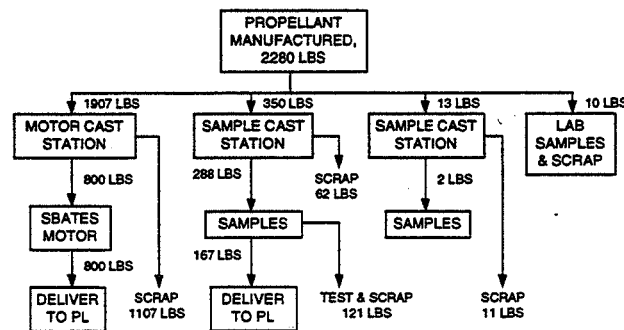 PROPELLANT
MANUFACTURED,
2280 LBS
1907 LBS
350 LBS
13 LBS
10 LBS
MOTOR CAST
STATION
SAMPLE CAST
STATION
SAMPLE CAST
STATION
LAB
SAMPLES
& SCRAP
800 LBS
288 LBS
SCRAP
62 LBS
2 LBS
SBATES
MOTOR
SAMPLES
SAMPLES
800 LBS
167 LBS
DELIVER
TO PL
SCRAP
1107 LBS
DELIVER
TO PL
TEST & SCRAP
121 LBS
SCRAP
11 LBS